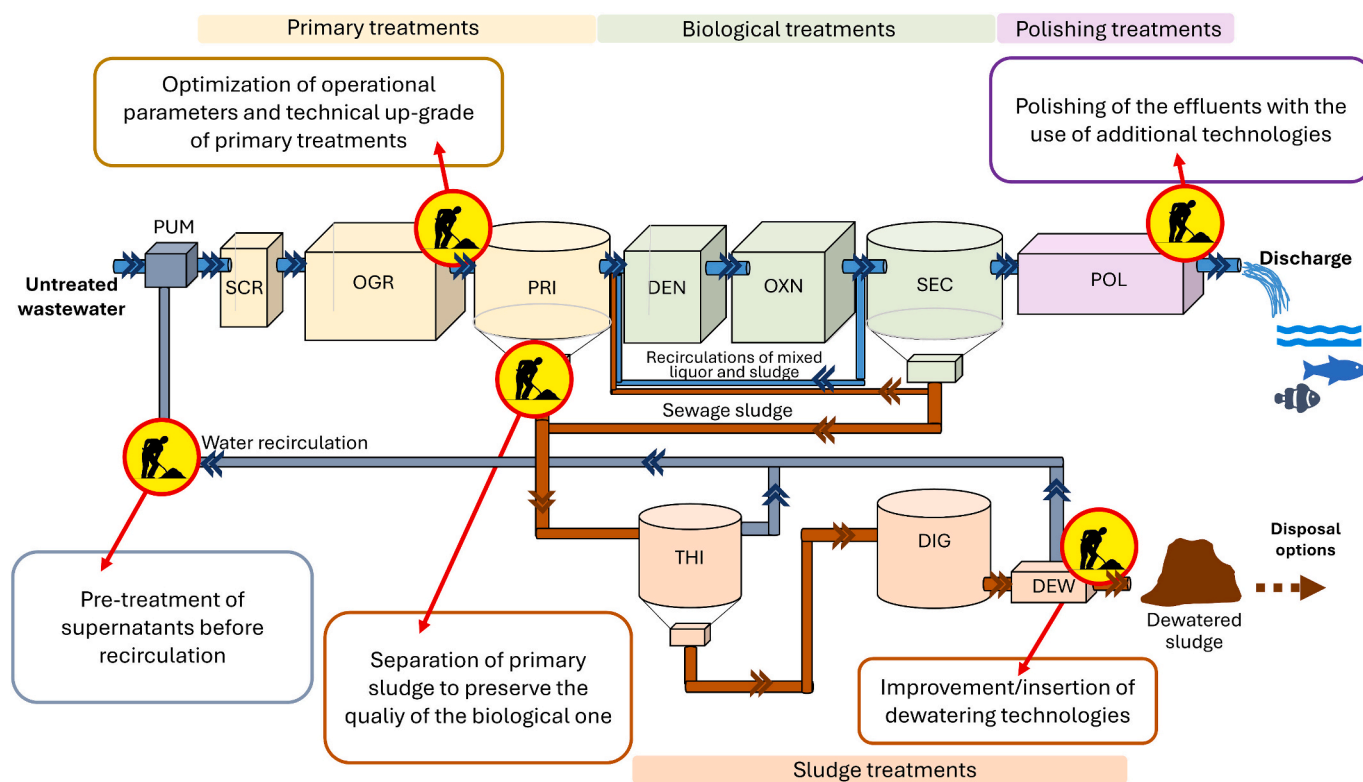 Primary treatments
Biological treatments
Polishing treatments
Optimization of operational
parameters and technical up-grade
of primary treatments
Polishing of the effluents with the
use of additional technologies
PUM
Untreated
wastewater
SCR
OGR
PRI
DEN
OXN
SEC
POL
Discharge
Recirculations of mixed
liquor and sludge
Sewage sludge
Water recirculation
THI
DIG
DEW
Disposal
options
Dewatered
sludge
Pre-treatment of
supernatants before
recirculation
Separation of primary
sludge to preserve the
qualiy of the biological one
Improvement/insertion of
dewatering technologies
Sludge treatments